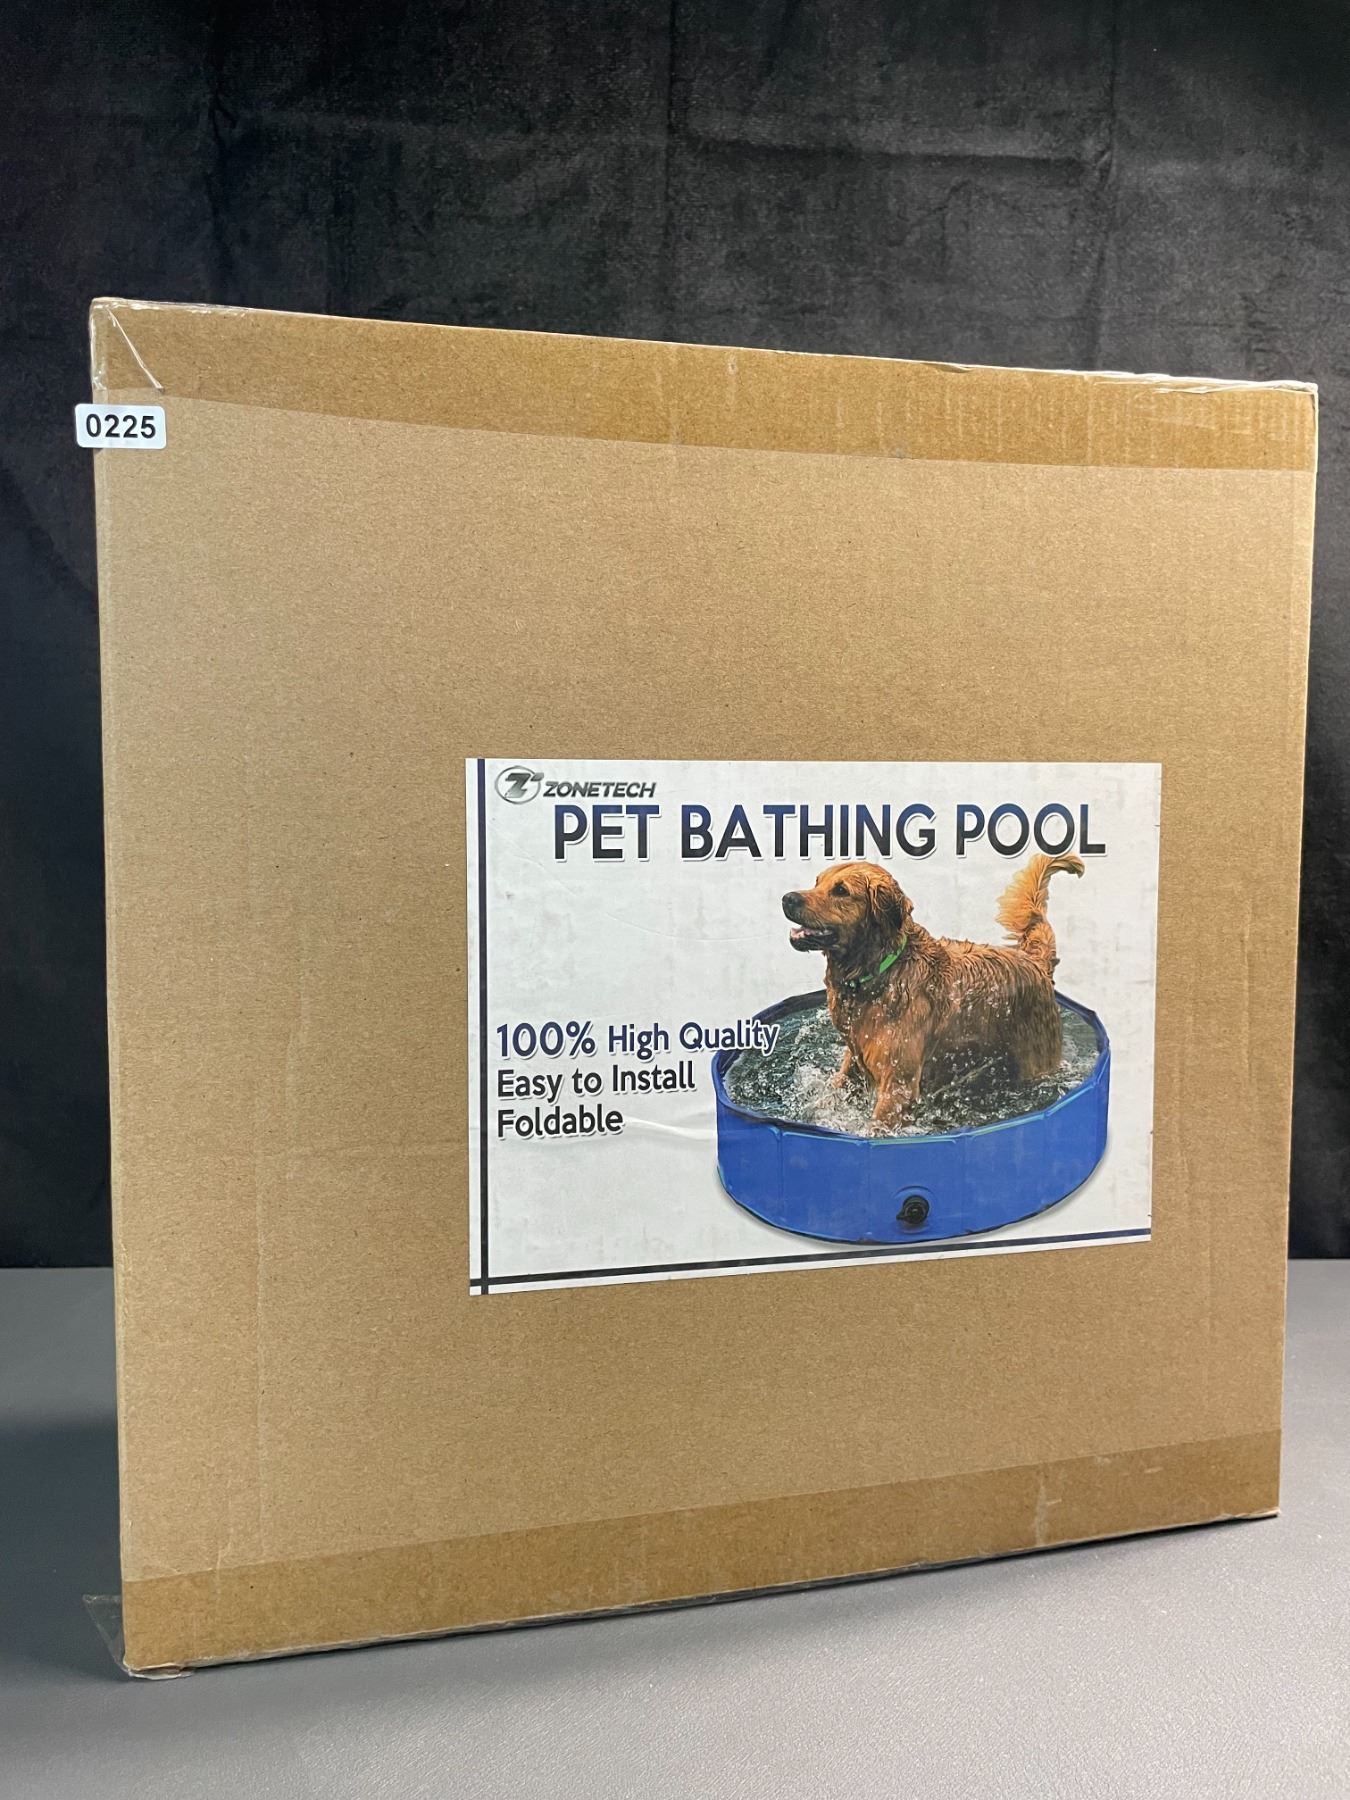 0225
ZONETECH
PET BATHING POOL
100% High Quality
Easy to Install
Foldable